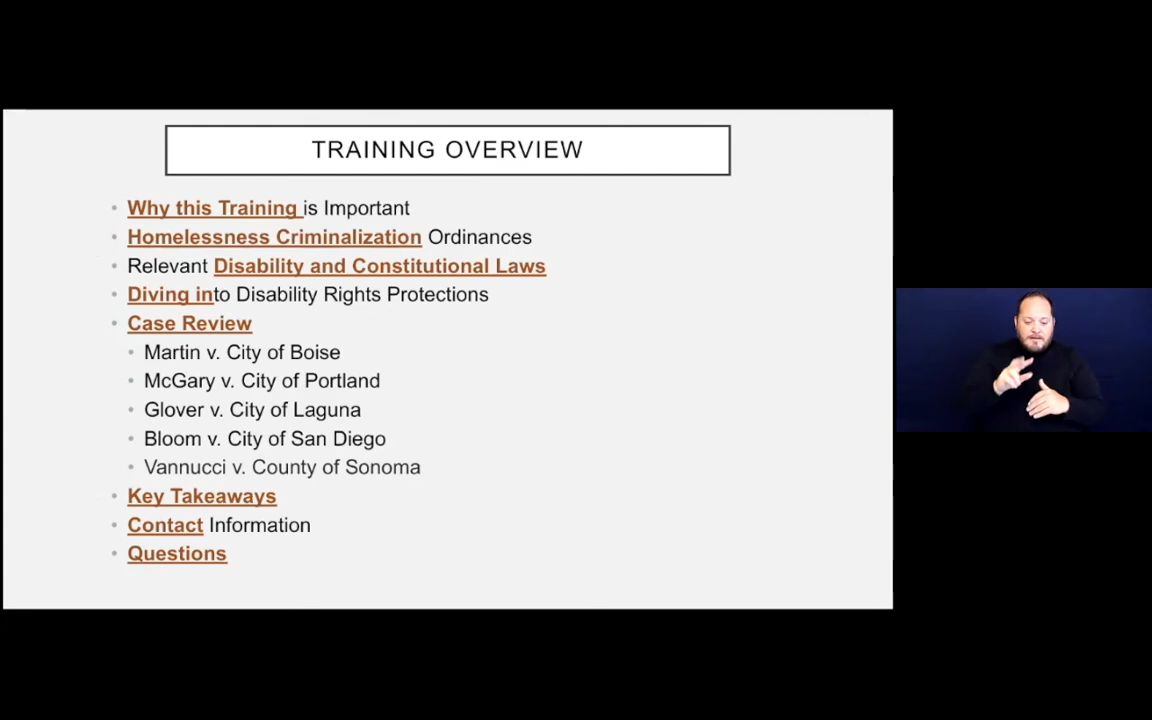 TRAINING OVERVIEW
• Why this Training is Important
• Homelessness Criminalization Ordinances
• Relevant Disability and Constitutional Laws
• Diving into Disability Rights Protections
• Case Review
• Martin v. City of Boise
• McGary v. City of Portland
• Glover v. City of Laguna
• Bloom v. City of San Diego
• Vannucci v. County of Sonoma
• Key Takeaways
• Contact Information
• Questions